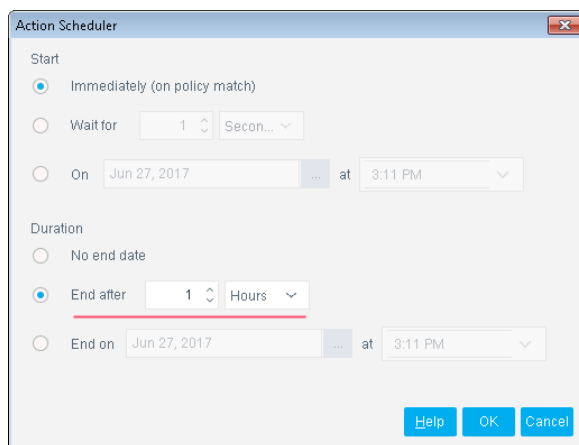 Action Scheduler
Start
Immediately (on policy match)
Wait for 1 Secon...
On Jun 27, 2017 ... at 3:11 PM
Duration
No end date
End after 1 Hours
End on Jun 27, 2017 ... at 3:11 PM
Help OK Cancel